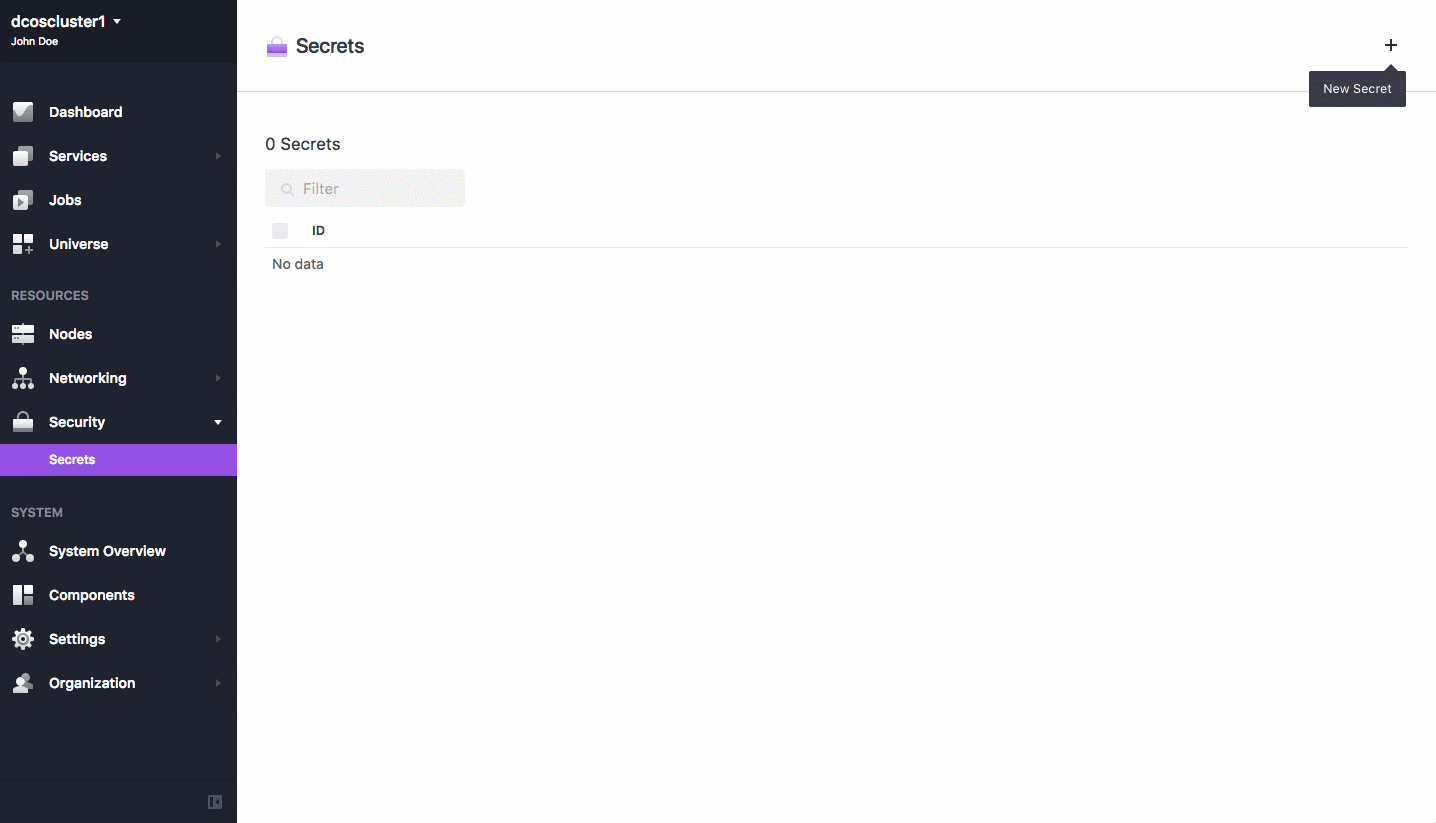 dcoscluster1
John Doe
Dashboard
Services
Jobs
Universe
RESOURCES
Nodes
Networking
Security
Secrets
SYSTEM
System Overview
Components
Settings
Organization
Secrets
New Secret
0 Secrets
Filter
ID
No data